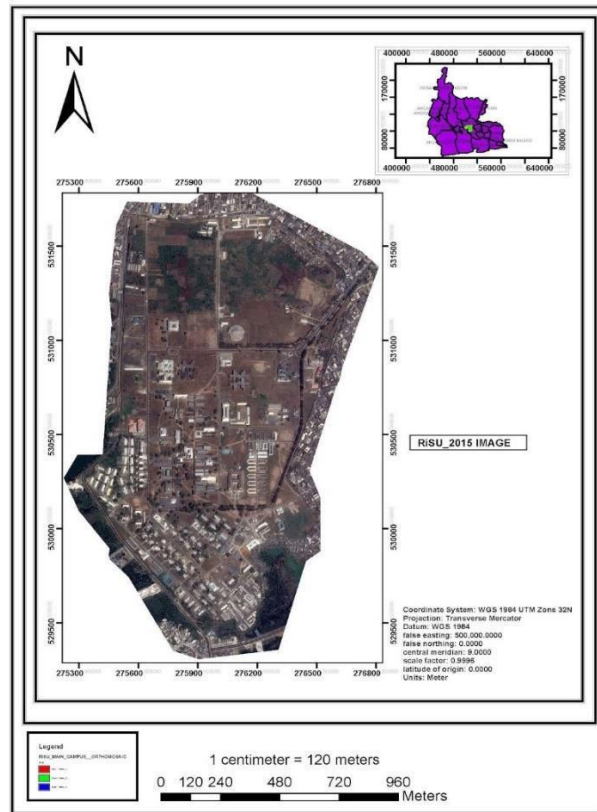 N
400000 480000 560000 640000
170000 170000
80000 80000
400000 480000 560000 640000
275300 275600 275900 276200 276500 276800
531500 531500
531000 531000
530500 530500
530000 530000
529500 529500
275300 275600 275900 276200 276500 276800
RiSU_2015 IMAGE
Coordinate System: WGS 1984 UTM Zone 32N
Projection: Transverse Mercator
Datum: WGS 1984
false easting: 500,000.0000
false northing: 0.0000
central meridian: 9.0000
scale factor: 0.9996
latitude of origin: 0.0000
Units: Meter
Legend
RISU_MAIN_CAMPUS__ORTHOMOSAIC
1 centimeter = 120 meters
0 120 240 480 720 960
Meters